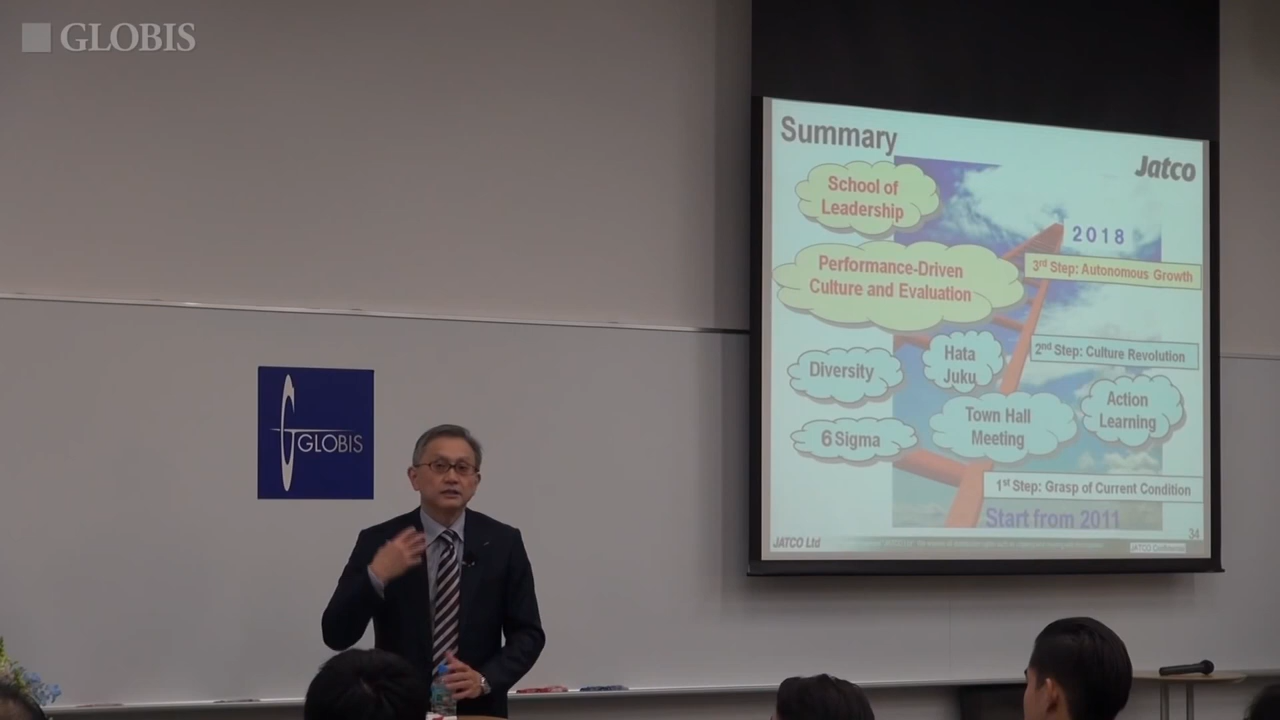 GLOBIS
GLOBIS
Summary
Jatco
School of
Leadership
2018
Performance-Driven
Culture and Evaluation
3rd Step: Autonomous Growth
2nd Step: Culture Revolution
Hata
Juku
Diversity
Action
Learning
Town Hall
Meeting
6 Sigma
1st Step: Grasp of Current Condition
Start from 2011
34
JATCO Ltd